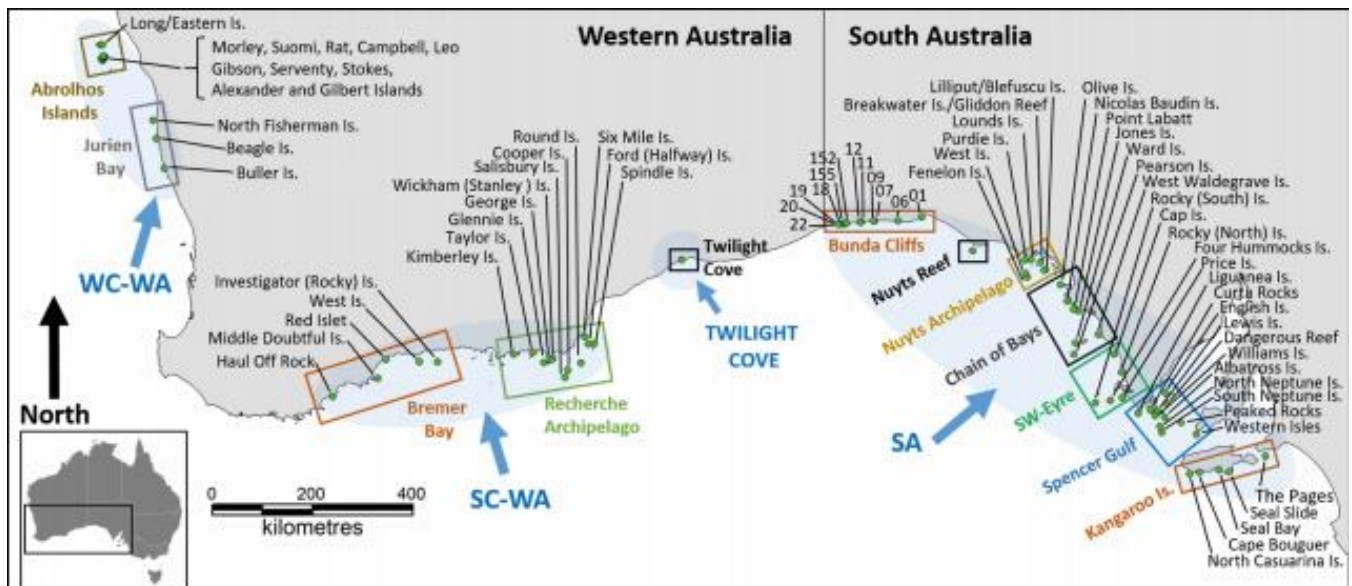 Long/Eastern Is.
Morley, Suomi, Rat, Campbell, Leo
Gibson, Serventy, Stokes,
Alexander and Gilbert Islands
Abrolhos
Islands
North Fisherman Is.
Beagle Is.
Buller Is.
Jurien
Bay
WC-WA
North
Western Australia
South Australia
Investigator (Rocky) Is.
West Is.
Red Islet
Middle Doubtful Is.
Haul Off Rock
Bremer
Bay
Round Is.
Cooper Is.
Salisbury Is.
Wickham (Stanley ) Is.
George Is.
Glennie Is.
Taylor Is.
Kimberley Is.
Six Mile Is.
Ford (Halfway) Is.
Spindle Is.
Recherche
Archipelago
SC-WA
0 200 400
kilometres
Twilight
Cove
TWILIGHT
COVE
19
20
22
18
155
152
12
11
09
07
06
01
Bunda Cliffs
Nuyts Reef
Lilliput/Blefuscu Is.
Breakwater Is./Gliddon Reef
Lounds Is.
Purdie Is.
West Is.
Fenelon Is.
Nuyts Archipelago
Olive Is.
Nicolas Baudin Is.
Point Labatt
Jones Is.
Ward Is.
Pearson Is.
West Waldegrave Is.
Rocky (South) Is.
Cap Is.
Rocky (North) Is.
Four Hummocks Is.
Price Is.
Liguanea Is.
Curta Rocks
English Is.
Lewis Is.
Dangerous Reef
Williams Is.
Albatross Is.
North Neptune Is.
South Neptune Is.
Peaked Rocks
Western Isles
Chain of Bays
SW-Eyre
SA
Spencer Gulf
Kangaroo Is.
The Pages
Seal Slide
Seal Bay
Cape Bouguer
North Casuarina Is.